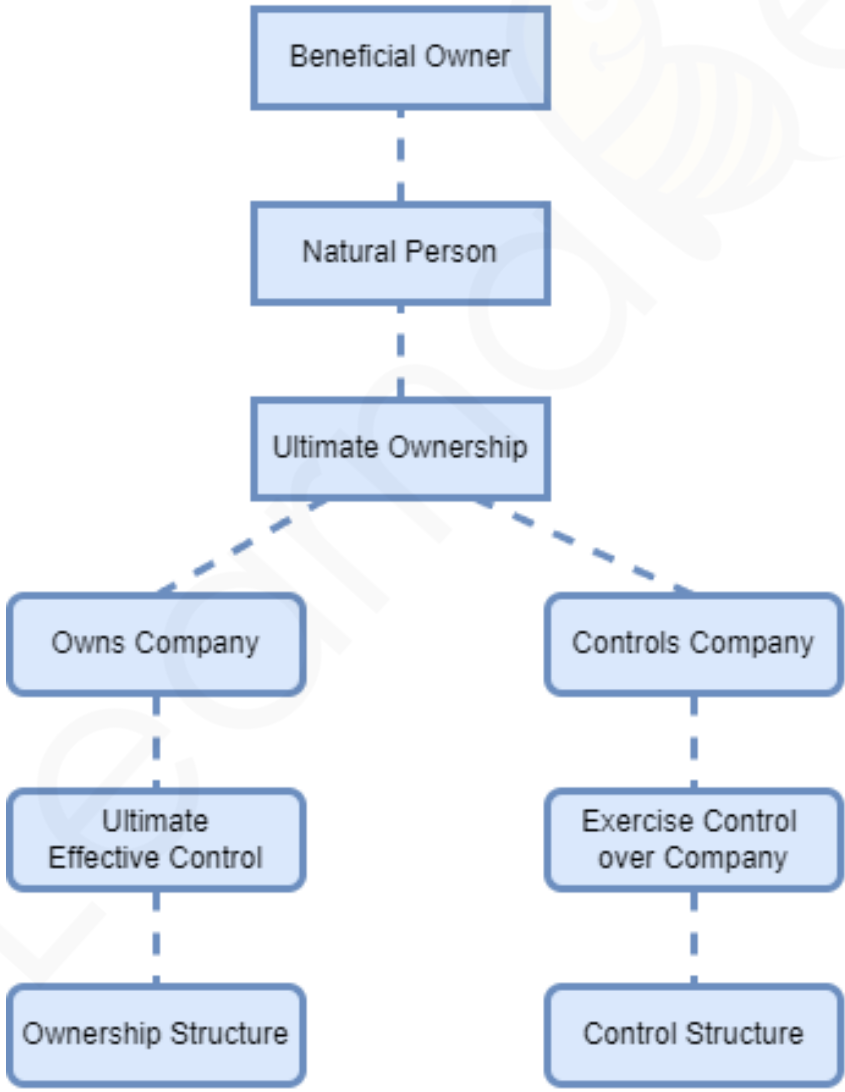 Beneficial Owner
Natural Person
Ultimate Ownership
Owns Company
Controls Company
Ultimate
Effective Control
Exercise Control
over Company
Ownership Structure
Control Structure